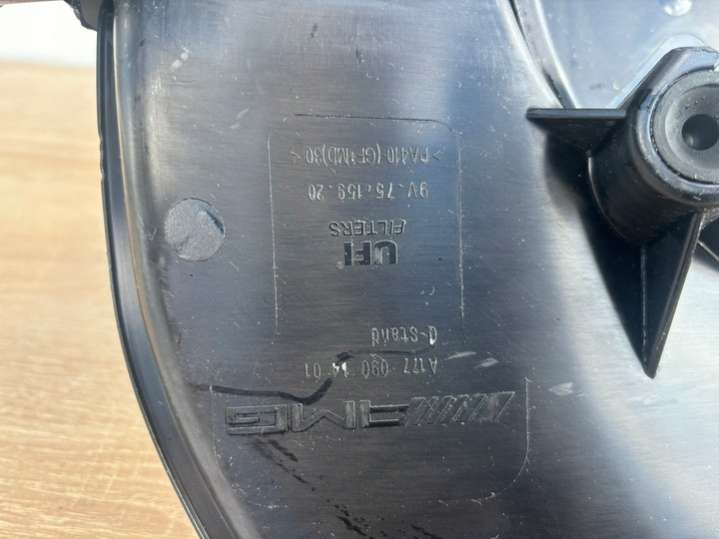 AMG
A177 090 14 01
Q-Stand
UFI
FILTERS
9V.75.159.20
>PA410(GF+MD)30<